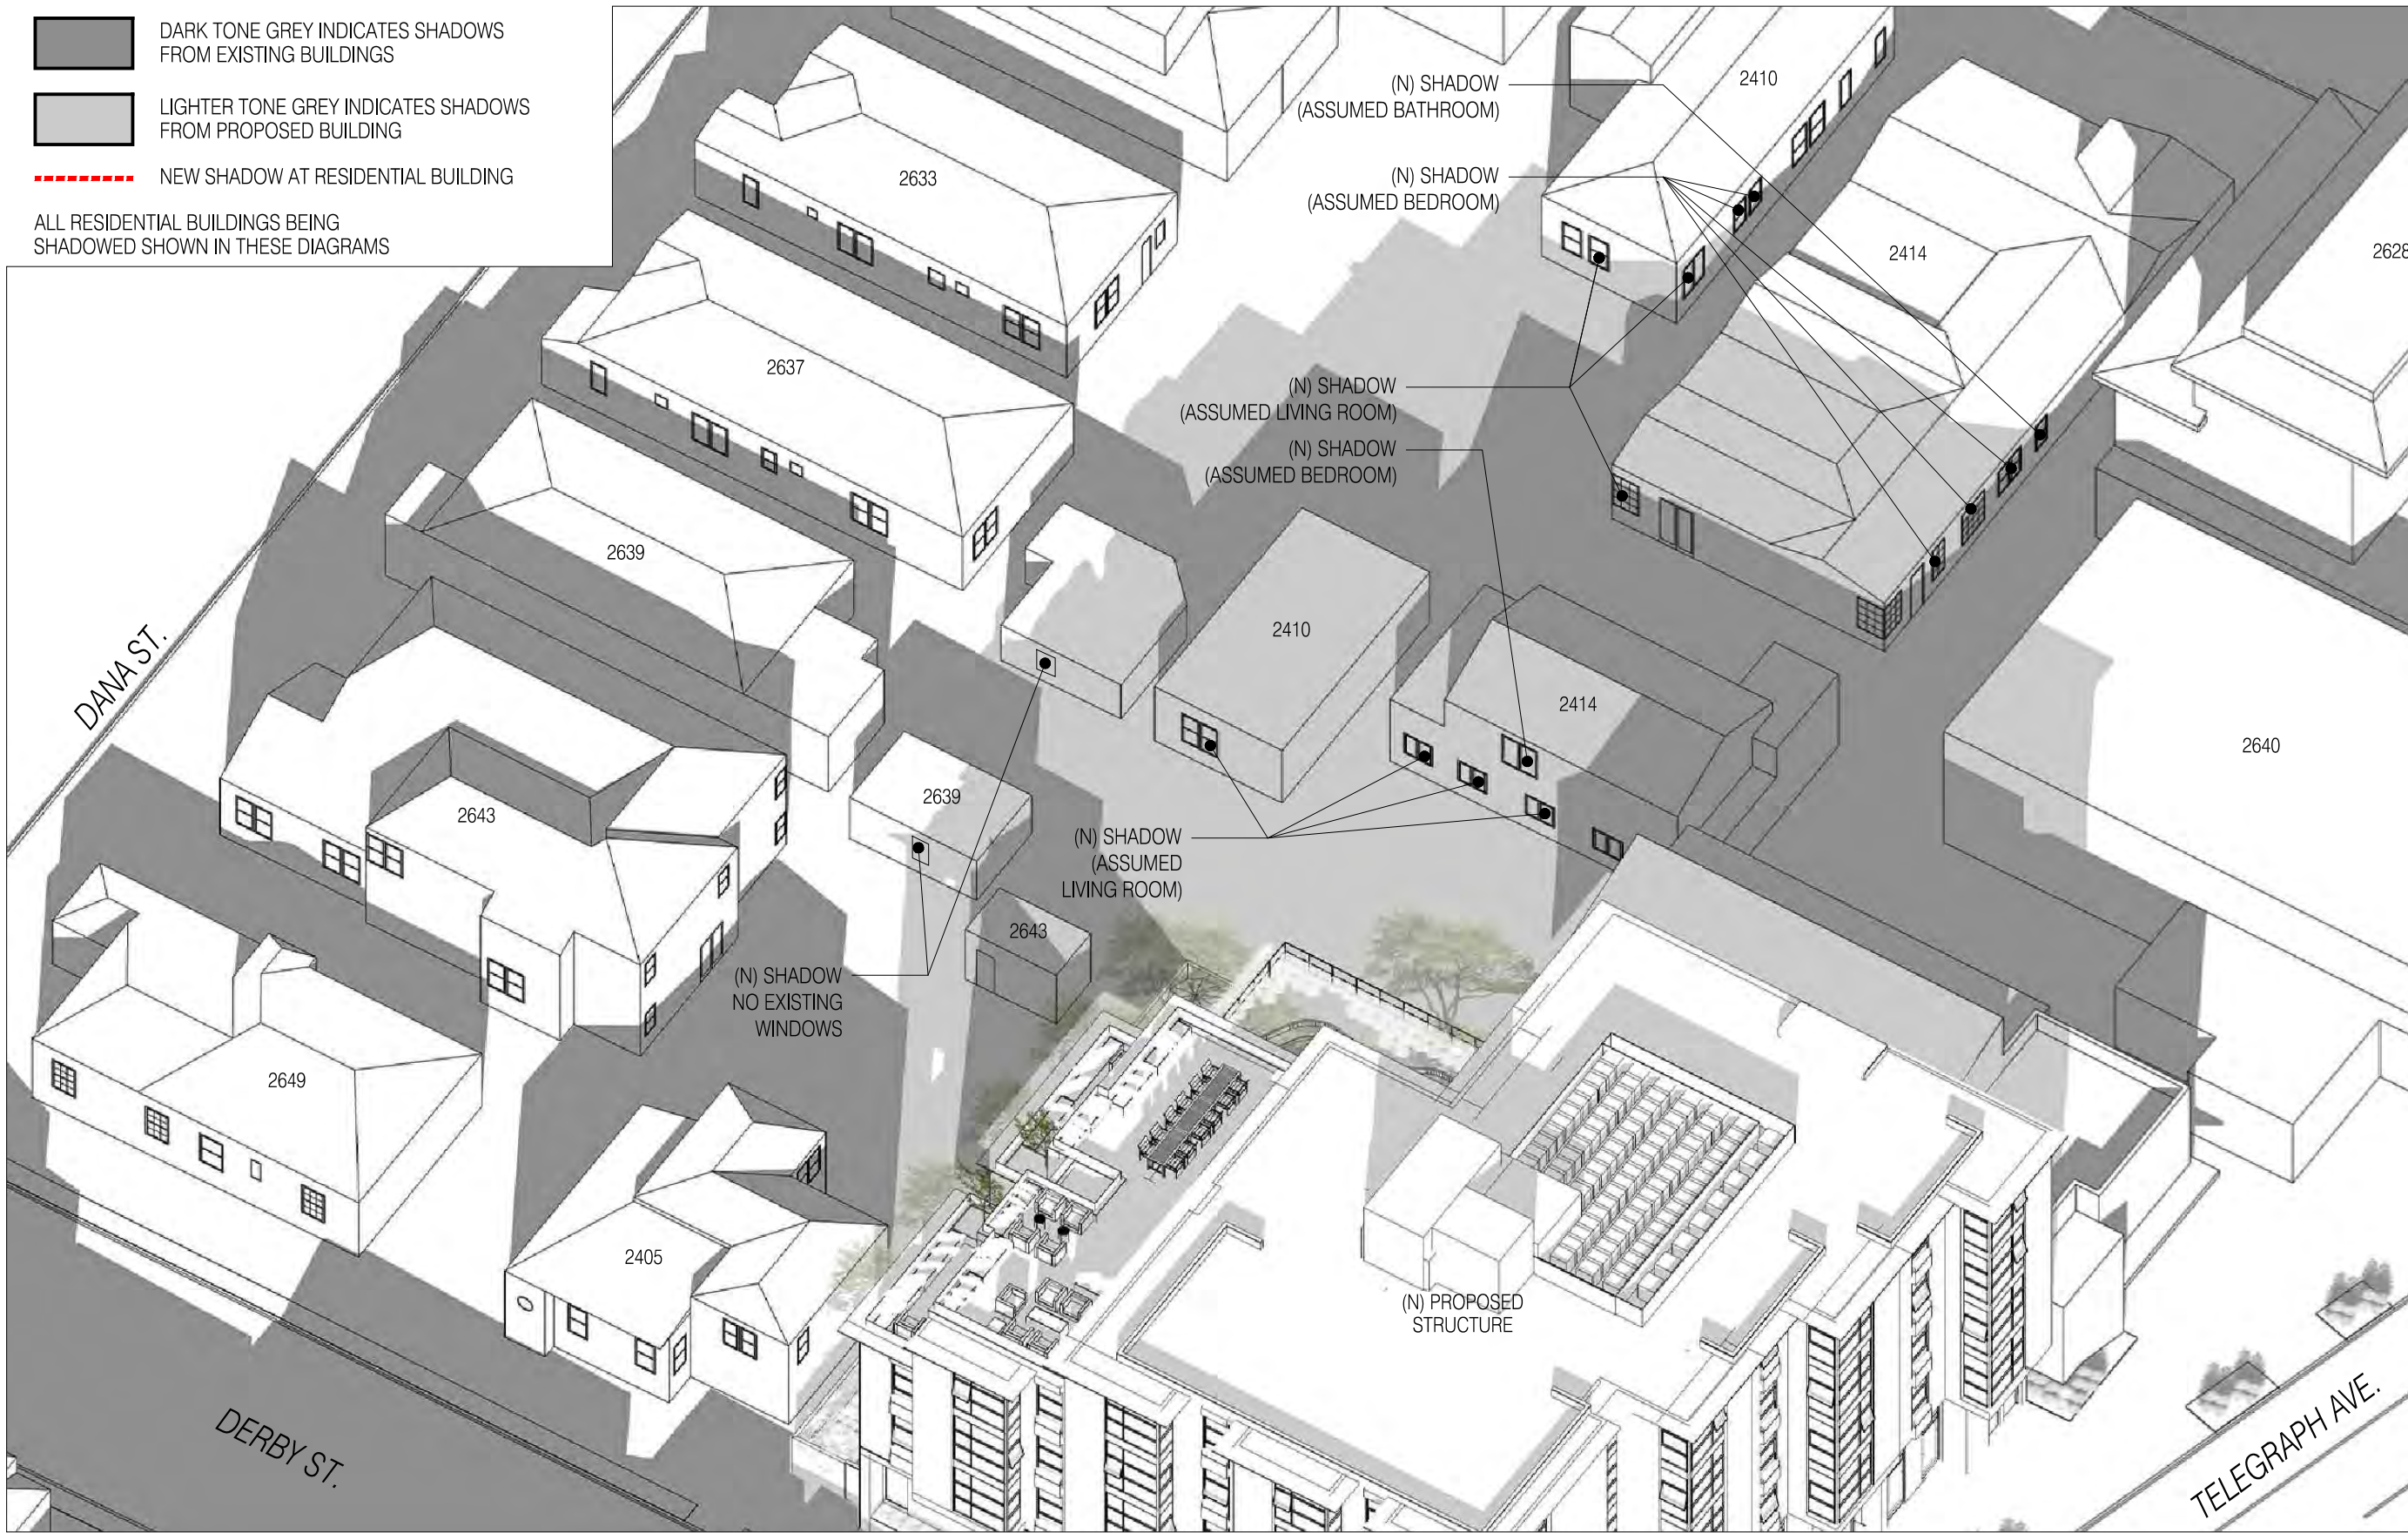 DARK TONE GREY INDICATES SHADOWS
FROM EXISTING BUILDINGS
LIGHTER TONE GREY INDICATES SHADOWS
FROM PROPOSED BUILDING
NEW SHADOW AT RESIDENTIAL BUILDING
ALL RESIDENTIAL BUILDINGS BEING
SHADOWED SHOWN IN THESE DIAGRAMS
(N) SHADOW
(ASSUMED BATHROOM)
2410
(N) SHADOW
(ASSUMED BEDROOM)
2633
2414
2628
2637
(N) SHADOW
(ASSUMED LIVING ROOM)
(N) SHADOW
(ASSUMED BEDROOM)
2639
2410
DANA ST.
2414
2640
2639
2643
(N) SHADOW
(ASSUMED
LIVING ROOM)
2643
(N) SHADOW
NO EXISTING
WINDOWS
2649
2405
(N) PROPOSED
STRUCTURE
DERBY ST.
TELEGRAPH AVE.